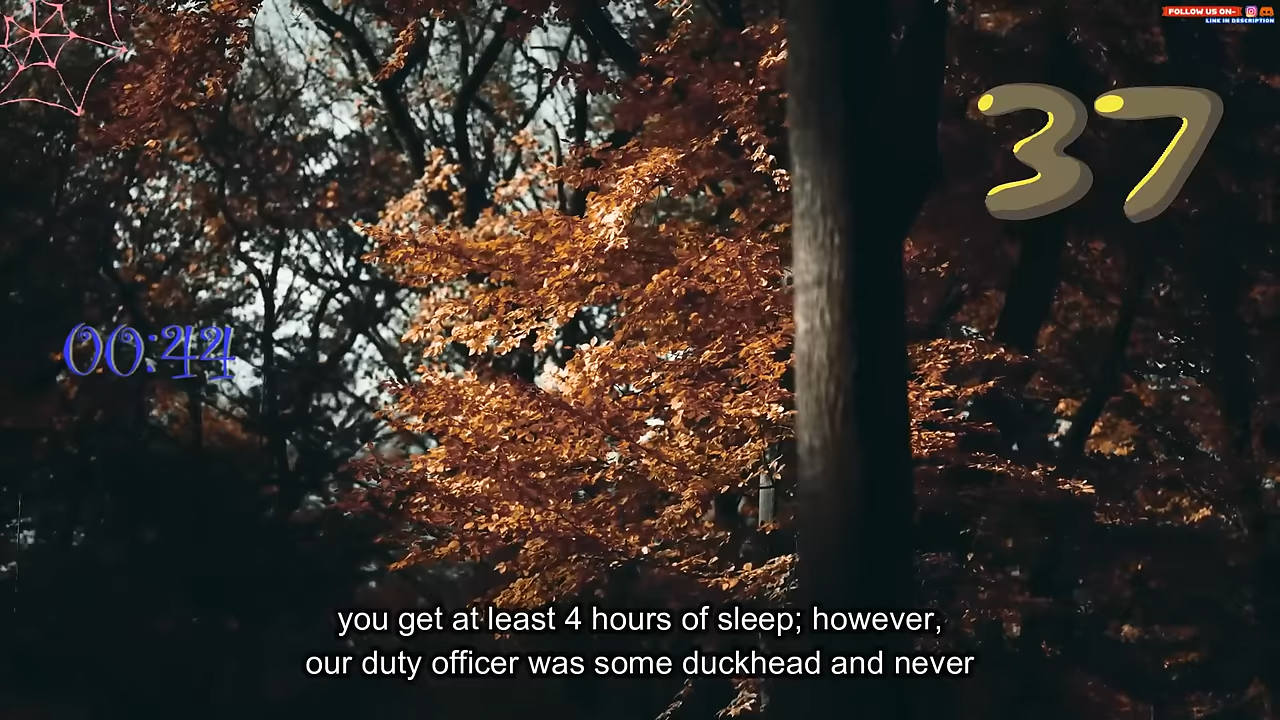 FOLLOW US ON-
LINK IN DESCRIPTION
37
00:44
you get at least 4 hours of sleep; however,
our duty officer was some duckhead and never